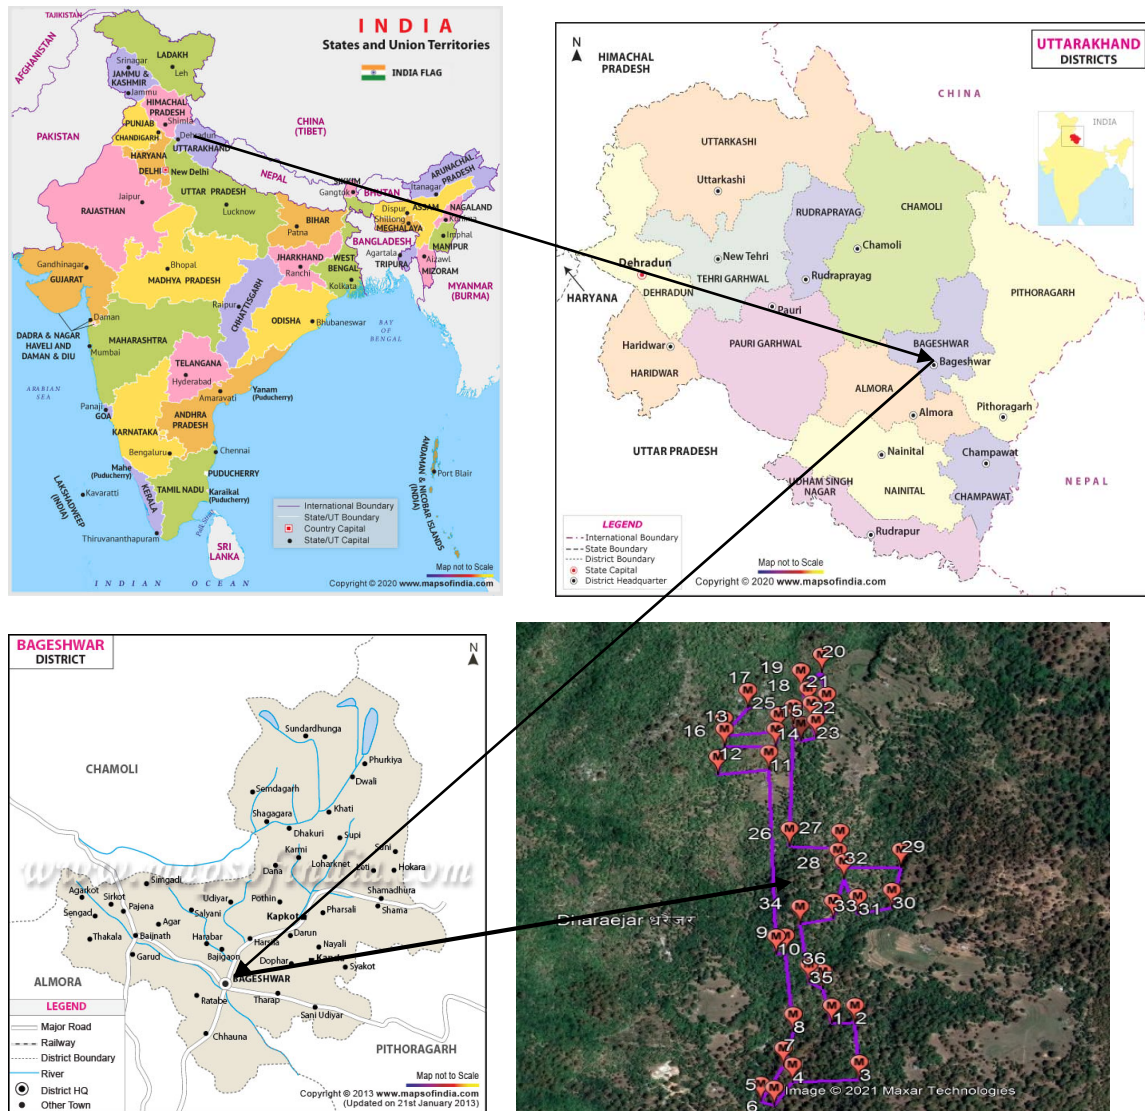 INDIA
States and Union Territories
INDIA FLAG
TAJIKISTAN
AFGHANISTAN
PAKISTAN
CHINA
(TIBET)
NEPAL
BHUTAN
BANGLADESH
MYANMAR
(BURMA)
SRI
LANKA
LADAKH
Leh
Srinagar
JAMMU &
KASHMIR
Jammu
HIMACHAL
PRADESH
Shimla
PUNJAB
CHANDIGARH
Dehradun
UTTARAKHAND
HARYANA
DELHI
New Delhi
UTTAR PRADESH
Lucknow
Jaipur
RAJASTHAN
BIHAR
Patna
SIKKIM
Gangtok
ARUNACHAL
PRADESH
Itanagar
Dispur
ASSAM
Shillong
MEGHALAYA
NAGALAND
Kohima
Imphal
MANIPUR
Agartala
TRIPURA
Aizawl
MIZORAM
Gandhinagar
GUJARAT
Bhopal
MADHYA PRADESH
JHARKHAND
Ranchi
WEST
BENGAL
Kolkata
CHHATTISGARH
Raipur
ODISHA
Bhubaneswar
Daman
DADRA & NAGAR
HAVELI AND
DAMAN & DIU
MAHARASHTRA
Mumbai
TELANGANA
Hyderabad
Amaravati
Yanam
(Puducherry)
ANDHRA
PRADESH
Panaji
GOA
KARNATAKA
Bengaluru
Chennai
Mahe
(Puducherry)
PUDUCHERRY
KERALA
TAMIL NADU
Karaikal
(Puducherry)
Kavaratti
LAKSHADWEEP
(INDIA)
Thiruvananthapuram
ANDAMAN AND NICOBAR ISLANDS
(INDIA)
Port Blair
ARABIAN
SEA
BAY
OF
BENGAL
Palk Strait
INDIAN OCEAN
International Boundary
State/UT Boundary
Country Capital
State/UT Capital
Map not to Scale
Copyright © 2020 www.mapsofindia.com
N
UTTARAKHAND
DISTRICTS
HIMACHAL
PRADESH
CHINA
INDIA
UTTARKASHI
Uttarkashi
RUDRAPRAYAG
CHAMOLI
Chamoli
Dehradun
New Tehri
TEHRI GARHWAL
Rudraprayag
HARYANA
DEHRADUN
PITHORAGARH
Pauri
PAURI GARHWAL
Haridwar
HARIDWAR
BAGESHWAR
Bageshwar
ALMORA
Almora
Pithoragarh
UTTAR PRADESH
Nainital
NAINITAL
Champawat
CHAMPAWAT
UDHAM SINGH
NAGAR
Rudrapur
NEPAL
LEGEND
International Boundary
State Boundary
District Boundary
State Capital
District Headquarter
Map not to Scale
Copyright © 2020 www.mapsofindia.com
BAGESHWAR
DISTRICT
N
CHAMOLI
Sundardhunga
Phurkiya
Dwali
Semdagarh
Khati
Shagagara
Dhakuri
Supi
Karmi
Loharknet
Dana
Hokara
www.mapsofindia.com
Simgadi
Shamadhura
Agarkot
Sirkot
Pajena
Udiyar
Pothin
Salyani
Sengad
Agar
Kapkot
Pharsali
Shama
Thakala
Baijnath
Harabar
Harsila
Darun
Nayali
Garud
Bajigaon
Dophar
Kanda
Syakot
ALMORA
BAGESHWAR
Ratabe
Tharap
Sani Udiyar
Chhauna
PITHORAGARH
LEGEND
Major Road
Railway
District Boundary
River
District HQ
Other Town
Map not to Scale
Copyright © 2013 www.mapsofindia.com
(Updated on 21st January 2013)
20
19
17
18
21
25
15
22
13
16
14
23
12
11
26
27
28
32
29
34
33
31
30
Dharaejar धरेजर
9
10
36
35
1
2
8
7
4
3
5
6
Image © 2021 Maxar Technologies